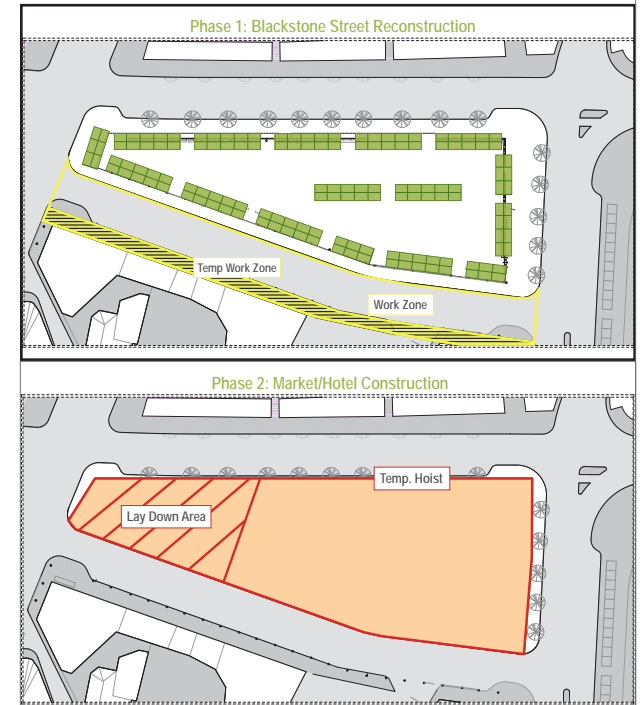 Phase 1: Blackstone Street Reconstruction
Temp Work Zone
Work Zone
Phase 2: Market/Hotel Construction
Temp. Hoist
Lay Down Area